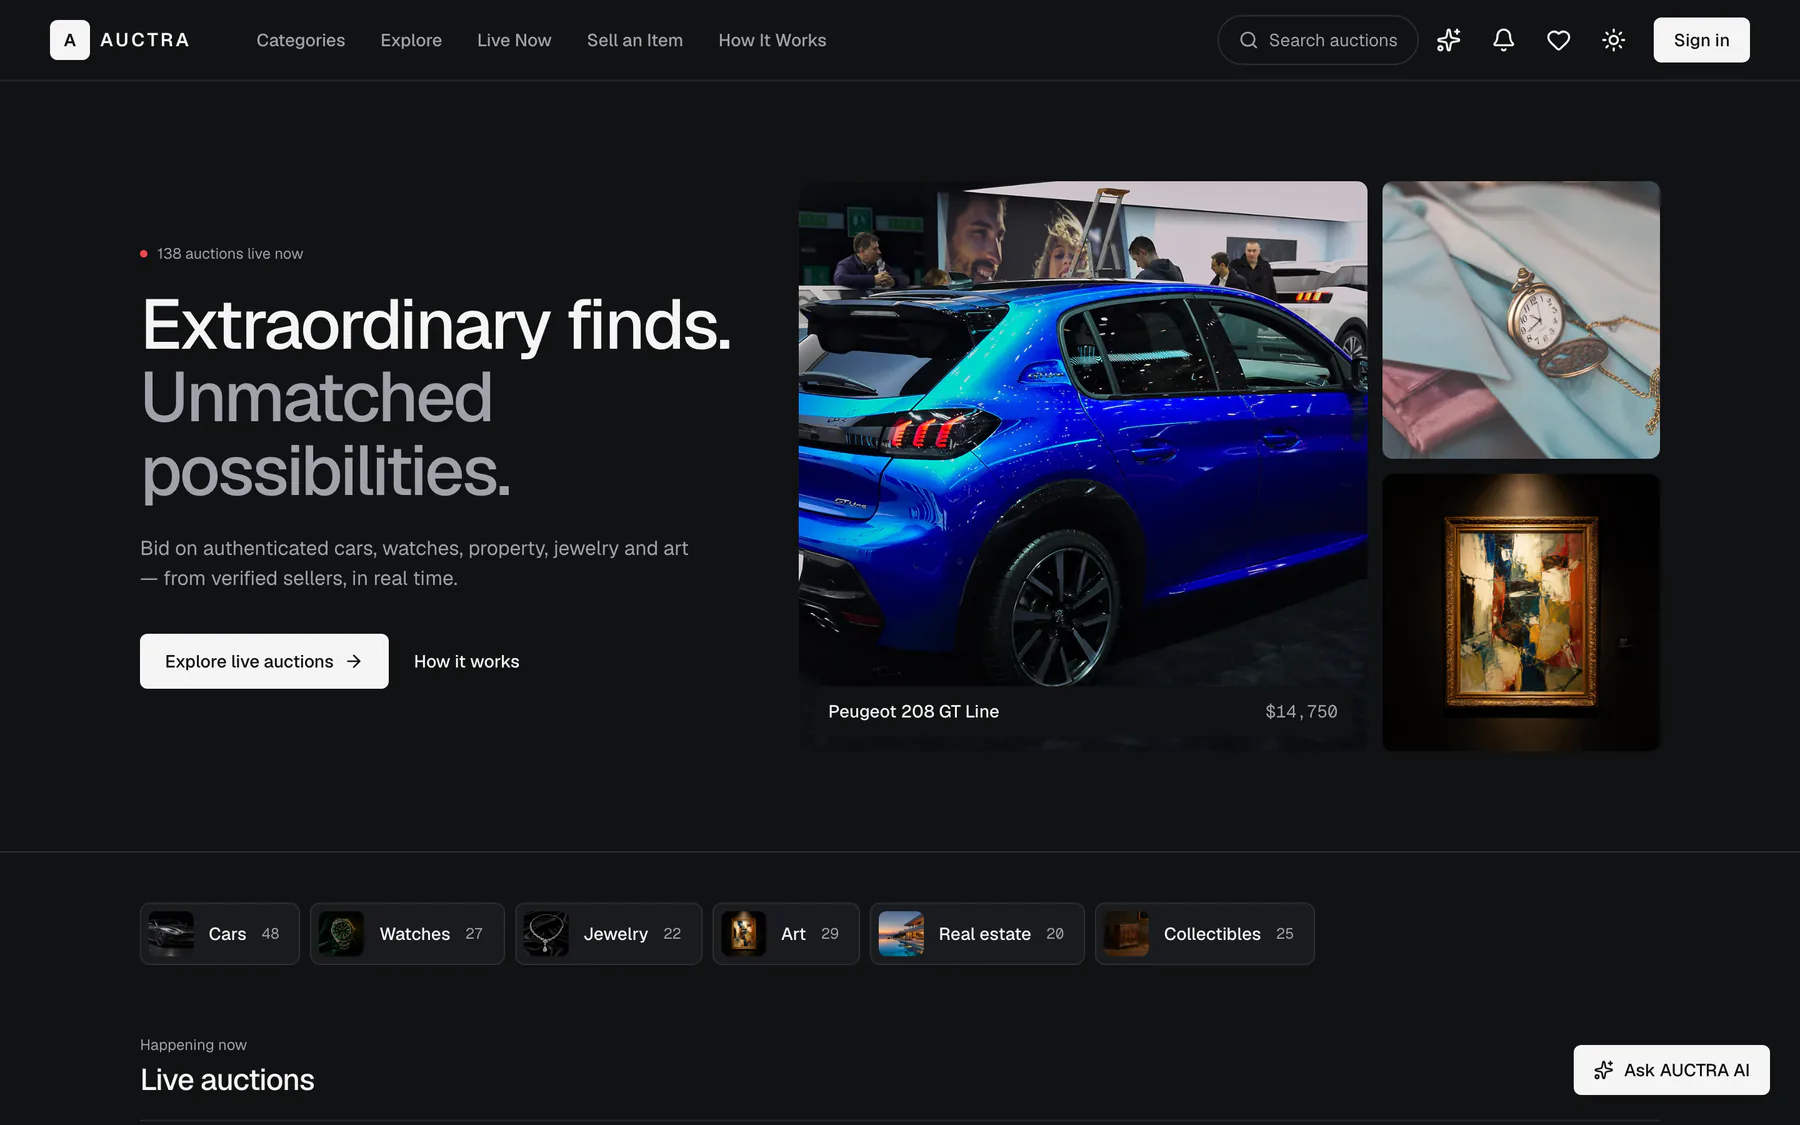 A AUCTRA Categories Explore Live Now Sell an Item How It Works Search auctions Sign in
138 auctions live now
Extraordinary finds.
Unmatched
possibilities.
Bid on authenticated cars, watches, property, jewelry and art
— from verified sellers, in real time.
Explore live auctions How it works
Peugeot 208 GT Line $14,750
Cars 48 Watches 27 Jewelry 22 Art 29 Real estate 20 Collectibles 25
Happening now
Live auctions
Ask AUCTRA AI